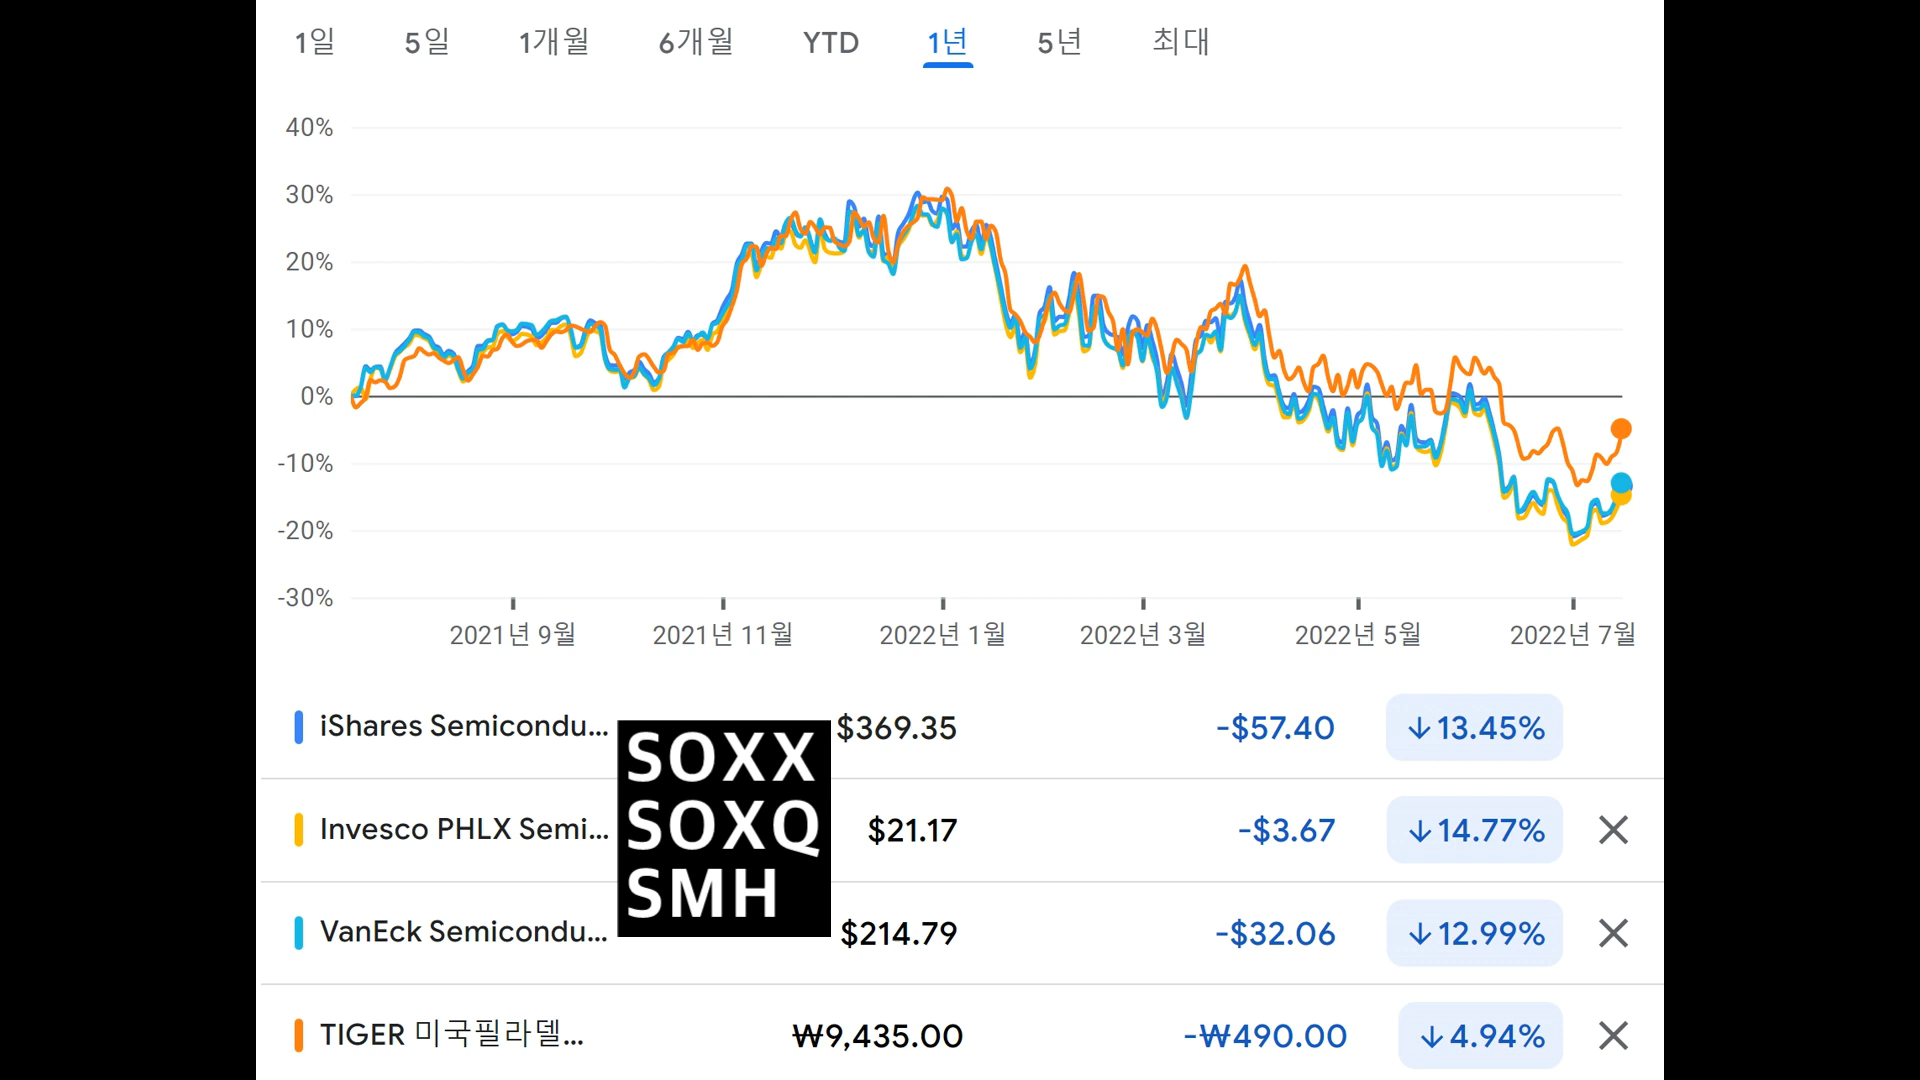 1일 5일 1개월 6개월 YTD 1년 5년 최대
40%
30%
20%
10%
0%
-10%
-20%
-30%
2021년 9월 2021년 11월 2022년 1월 2022년 3월 2022년 5월 2022년 7월
iShares Semicondu... $369.35 -$57.40 ↓13.45%
Invesco PHLX Semi... $21.17 -$3.67 ↓14.77%
VanEck Semicondu... $214.79 -$32.06 ↓12.99%
TIGER 미국필라델... ₩9,435.00 -₩490.00 ↓4.94%
SOXX
SOXQ
SMH